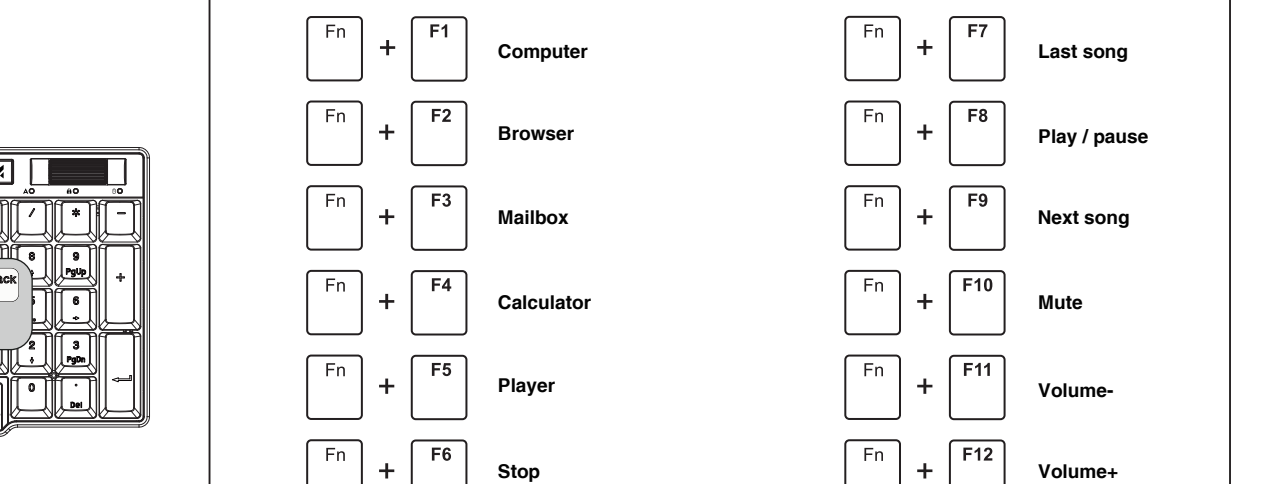 Fn + F1 Computer
Fn + F2 Browser
Fn + F3 Mailbox
Fn + F4 Calculator
Fn + F5 Player
Fn + F6 Stop
Fn + F7 Last song
Fn + F8 Play / pause
Fn + F9 Next song
Fn + F10 Mute
Fn + F11 Volume-
Fn + F12 Volume+
/ * -
8 9 PgUp +
6
2 3 PgDn
0 . Del